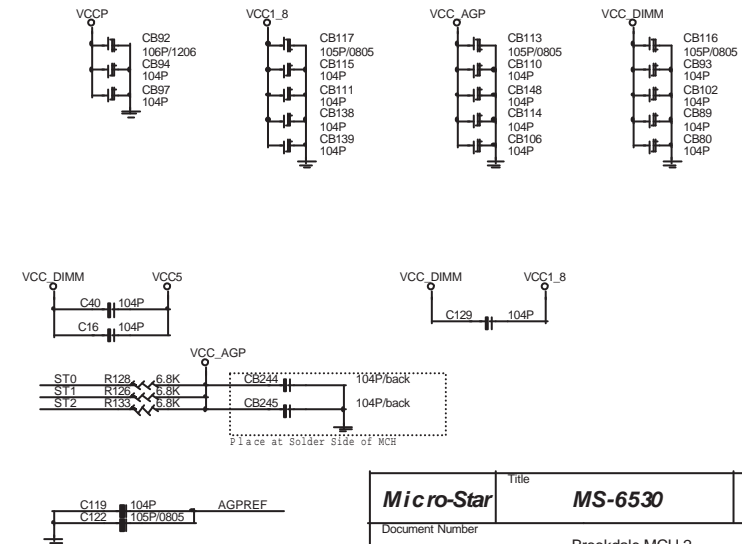 VCCP VCC1_8 VCC_AGP VCC_DIMM
CB92 CB117 CB113 CB116
106P/1206 105P/0805 105P/0805 105P/0805
CB94 CB115 CB110 CB93
104P 104P 104P 104P
CB97 CB111 CB148 CB102
104P 104P 104P 104P
CB138 CB114 CB89
104P 104P 104P
CB139 CB106 CB80
104P 104P 104P
VCC_DIMM VCC5 VCC_DIMM VCC1_8
C40 104P
C129 104P
C16 104P
VCC_AGP
ST0 R128 6.8K CB244 104P/back
ST1 R126 6.8K
ST2 R133 6.8K CB245 104P/back
Place at Solder Side of MCH
C119 104P AGPREF
C122 105P/0805
Title
Micro-Star MS-6530
Document Number
Brookdale MCH 2